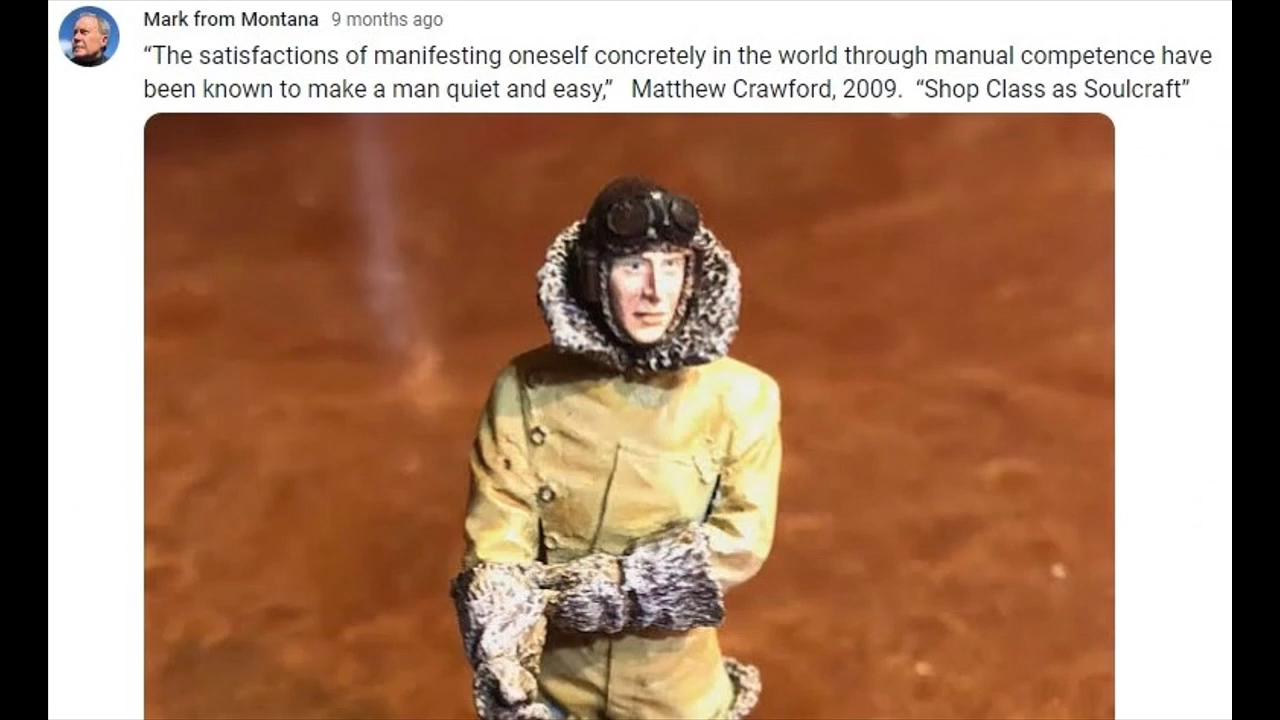 Mark from Montana 9 months ago
“The satisfactions of manifesting oneself concretely in the world through manual competence have
been known to make a man quiet and easy,” Matthew Crawford, 2009. “Shop Class as Soulcraft”